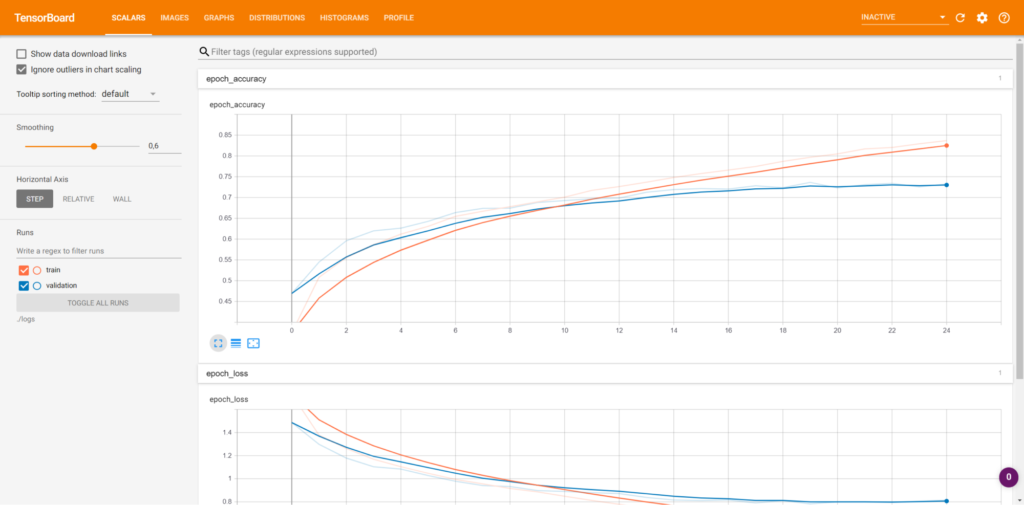 TensorBoard SCALARS IMAGES GRAPHS DISTRIBUTIONS HISTOGRAMS PROFILE INACTIVE
Show data download links
Ignore outliers in chart scaling
Tooltip sorting method: default
Smoothing
0,6
Horizontal Axis
STEP RELATIVE WALL
Runs
Write a regex to filter runs
train
validation
TOGGLE ALL RUNS
./logs
Filter tags (regular expressions supported)
epoch_accuracy 1
epoch_accuracy
0.85
0.8
0.75
0.7
0.65
0.6
0.55
0.5
0.45
0 2 4 6 8 10 12 14 16 18 20 22 24
epoch_loss 1
epoch_loss
1.4
1.2
1
0.8
0